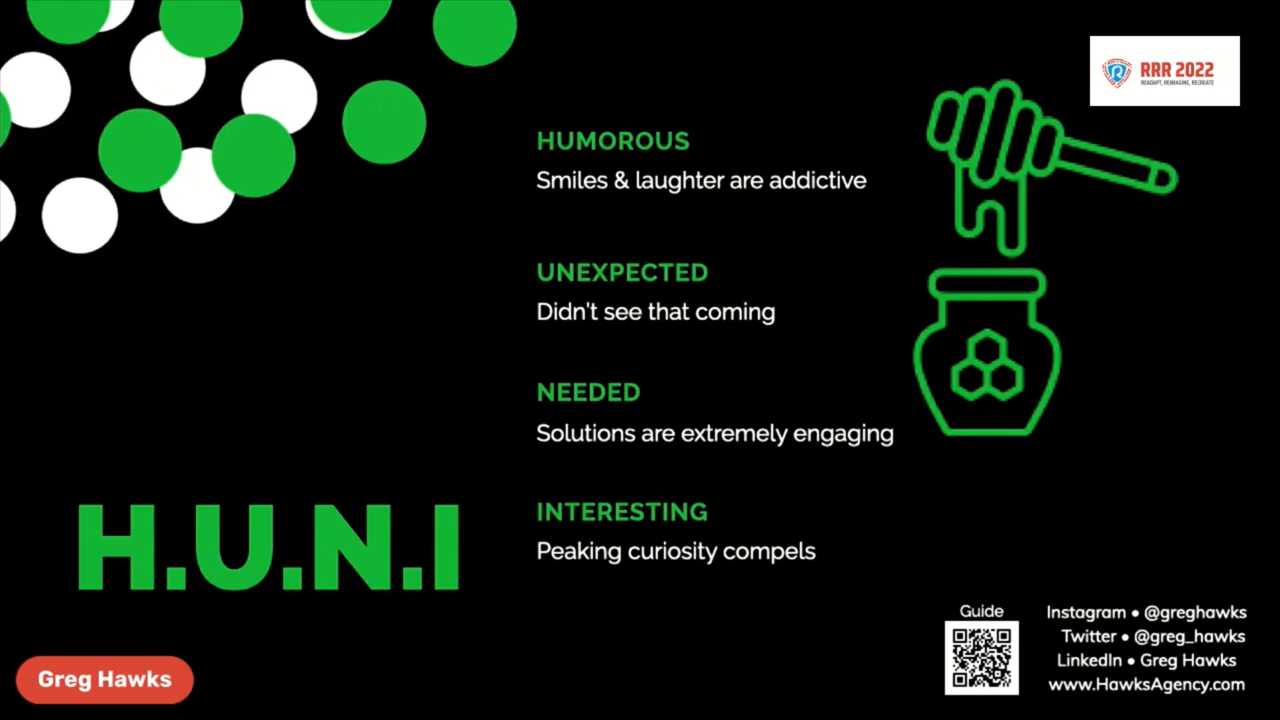 RRR 2022
READAPT, REIMAGINE, RECREATE
HUMOROUS
Smiles & laughter are addictive
UNEXPECTED
Didn't see that coming
NEEDED
Solutions are extremely engaging
INTERESTING
Peaking curiosity compels
H.U.N.I
Guide
Instagram • @greghawks
Twitter • @greg_hawks
LinkedIn • Greg Hawks
www.HawksAgency.com
Greg Hawks